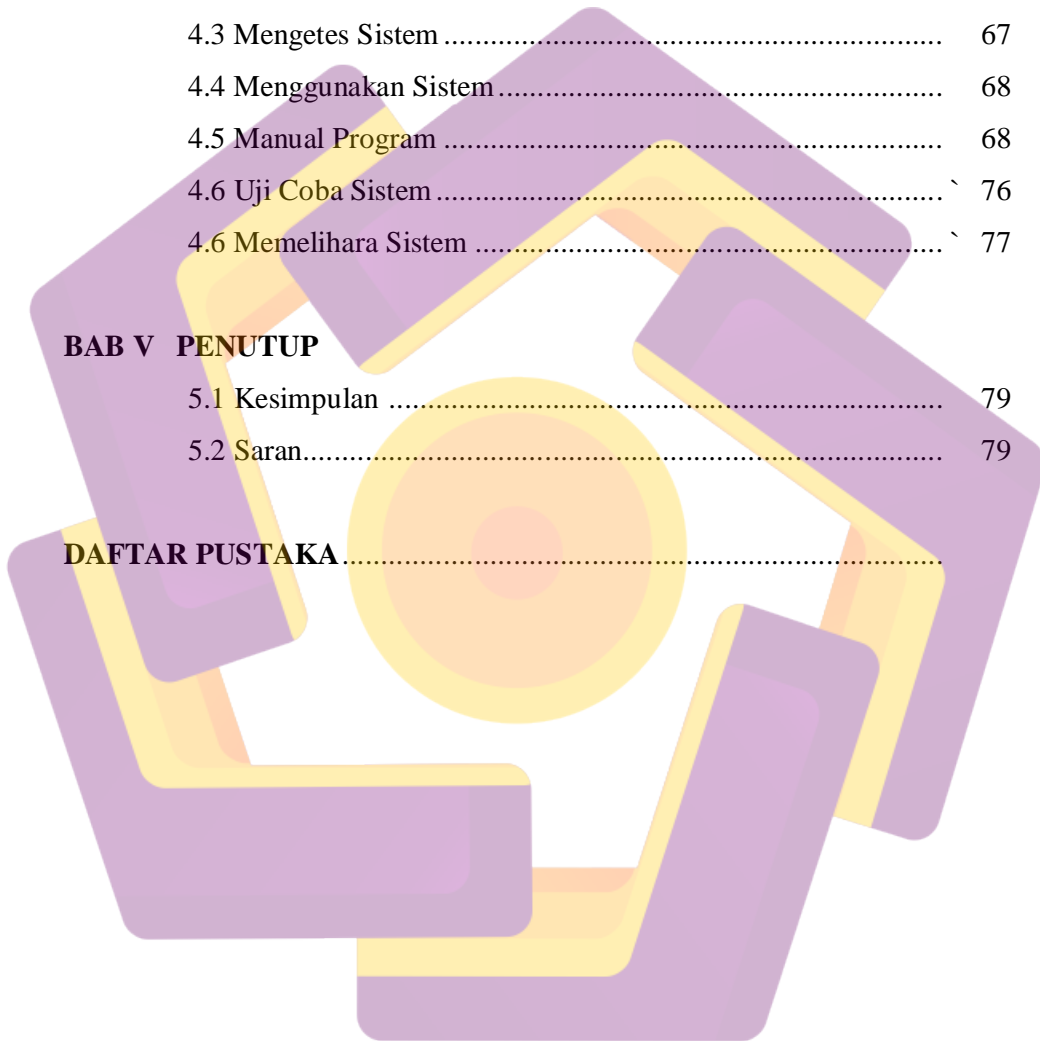 4.3 Mengetes Sistem ................................................................ 67
4.4 Menggunakan Sistem ......................................................... 68
4.5 Manual Program ................................................................ 68
4.6 Uji Coba Sistem ................................................................. ` 76
4.6 Memelihara Sistem ............................................................ ` 77
BAB V PENUTUP
5.1 Kesimpulan ....................................................................... 79
5.2 Saran................................................................................... 79
DAFTAR PUSTAKA..............................................................................